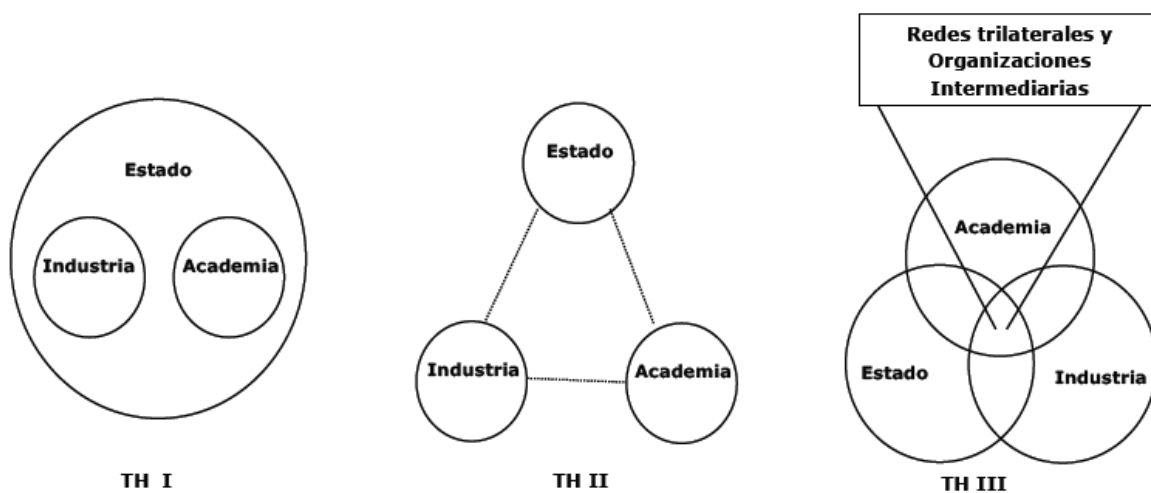 Estado
Industria
Academia
TH I
Estado
Industria
Academia
TH II
Redes trilaterales y
Organizaciones
Intermediarias
Academia
Estado
Industria
TH III